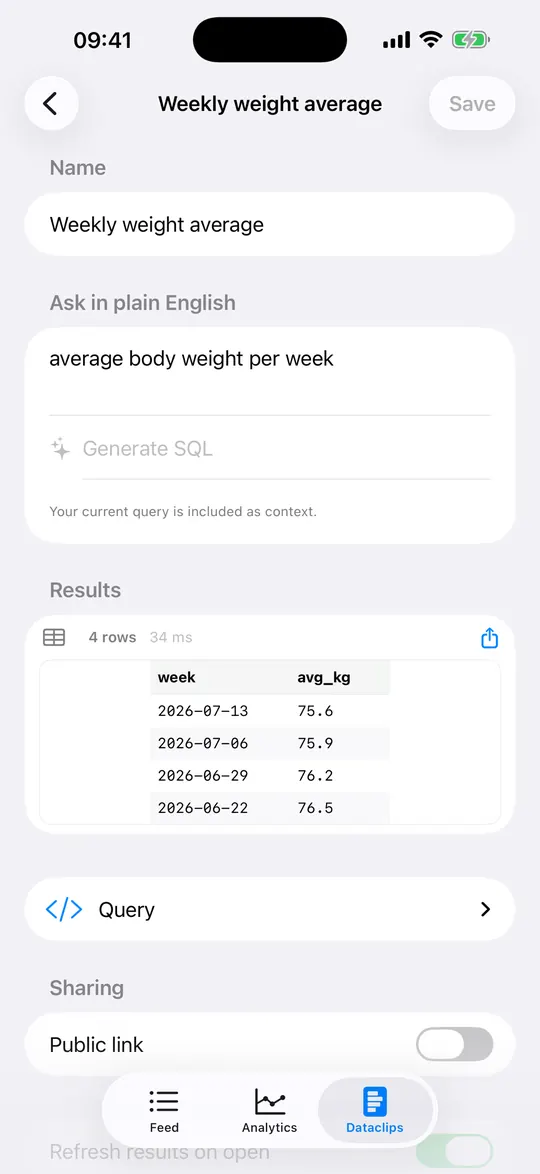 09:41
Weekly weight average
Save
Name
Weekly weight average
Ask in plain English
average body weight per week
Generate SQL
Your current query is included as context.
Results
4 rows 34 ms
week avg_kg
2026-07-13 75.6
2026-07-06 75.9
2026-06-29 76.2
2026-06-22 76.5
</> Query
Sharing
Public link
Feed Analytics Dataclips
Refresh results on open